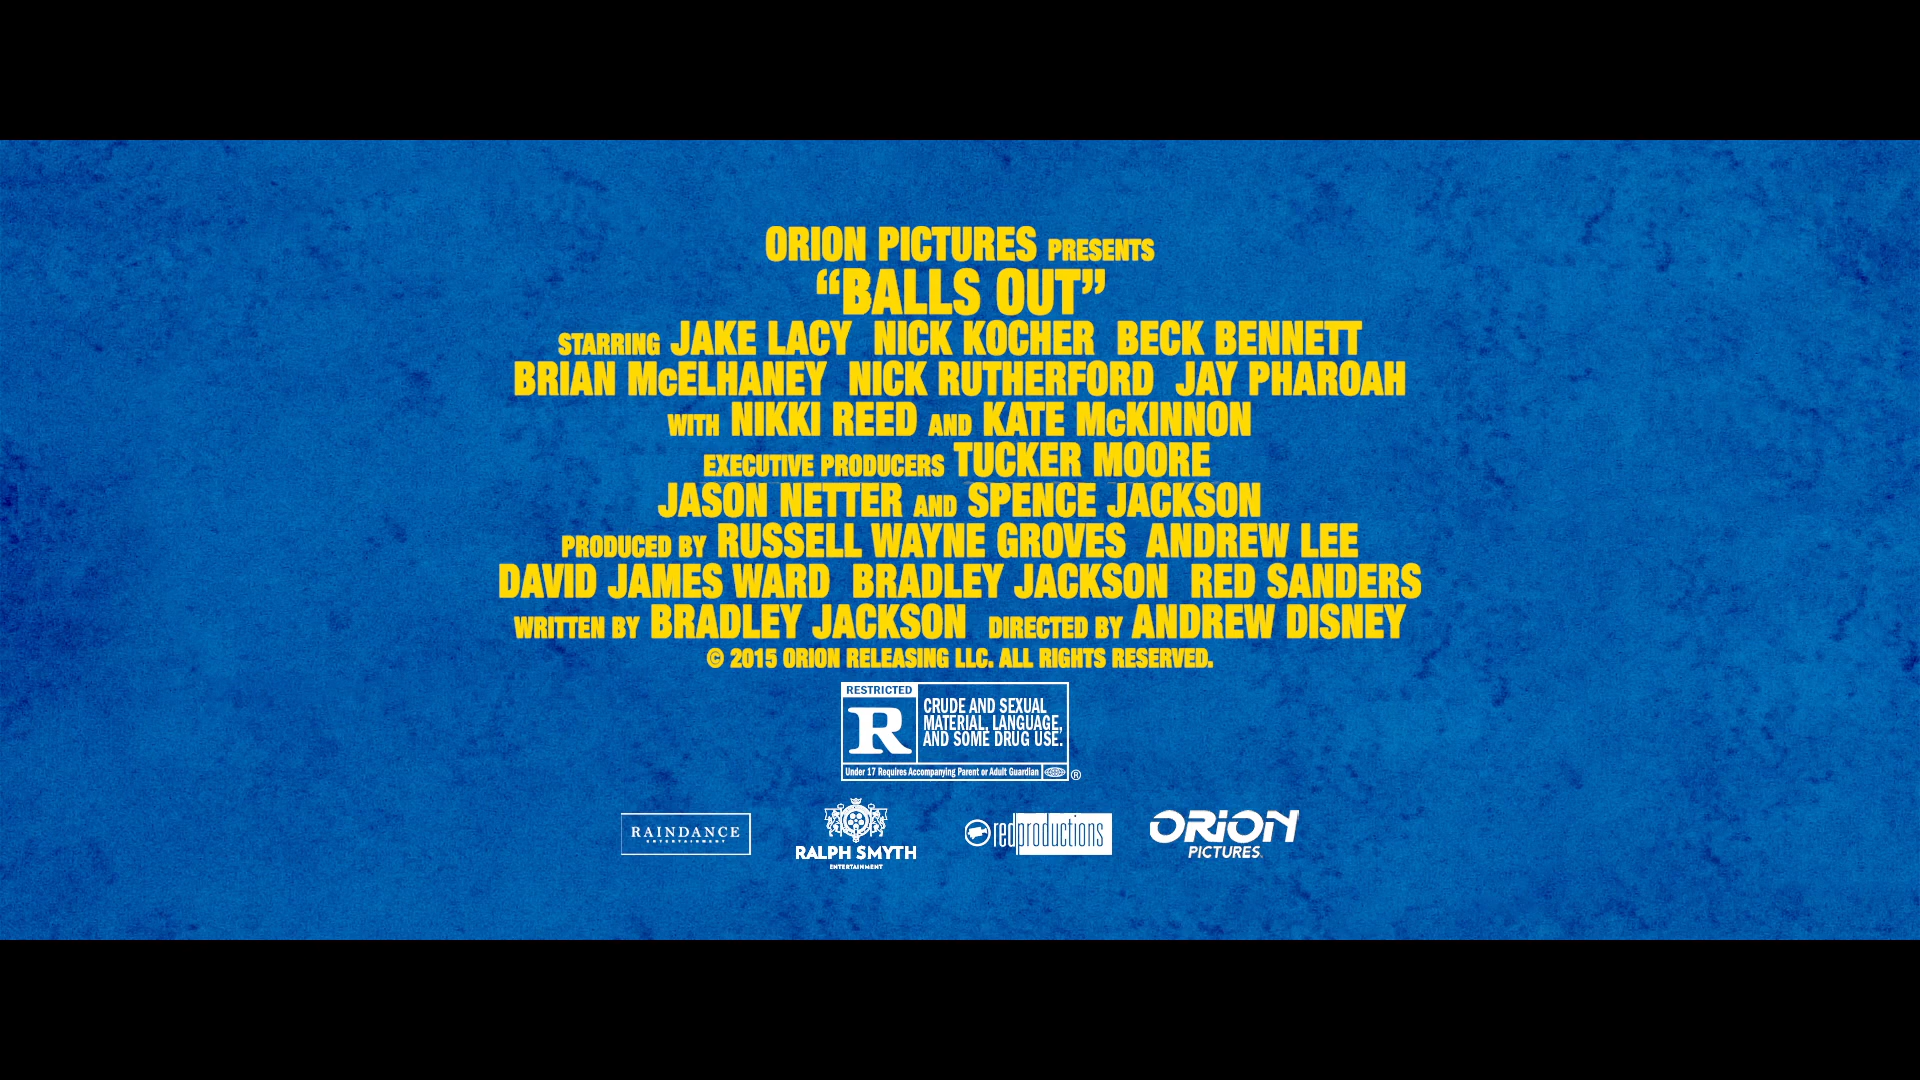 ORION PICTURES PRESENTS
“BALLS OUT”
STARRING JAKE LACY NICK KOCHER BECK BENNETT
BRIAN McELHANEY NICK RUTHERFORD JAY PHAROAH
WITH NIKKI REED AND KATE McKINNON
EXECUTIVE PRODUCERS TUCKER MOORE
JASON NETTER AND SPENCE JACKSON
PRODUCED BY RUSSELL WAYNE GROVES ANDREW LEE
DAVID JAMES WARD BRADLEY JACKSON RED SANDERS
WRITTEN BY BRADLEY JACKSON DIRECTED BY ANDREW DISNEY
© 2015 ORION RELEASING LLC. ALL RIGHTS RESERVED.
RESTRICTED
R
CRUDE AND SEXUAL
MATERIAL, LANGUAGE,
AND SOME DRUG USE.
Under 17 Requires Accompanying Parent or Adult Guardian ®
RAINDANCE
ENTERTAINMENT
RALPH SMYTH
ENTERTAINMENT
redproductions
ORION
PICTURES